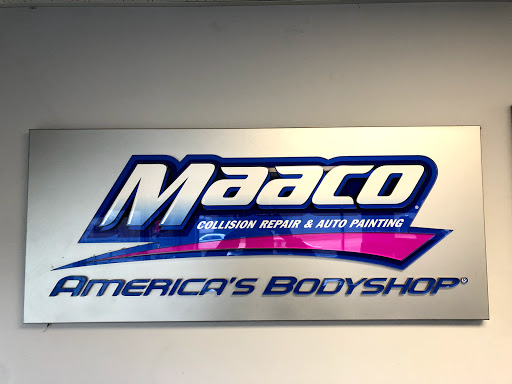 Maaco
COLLISION REPAIR & AUTO PAINTING
AMERICA'S BODYSHOP®